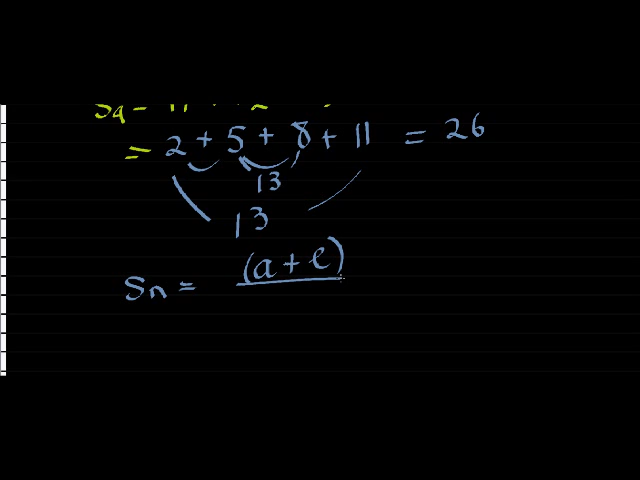 = 2 + 5 + 8 + 11 = 26
13
13
Sn = (a + l)